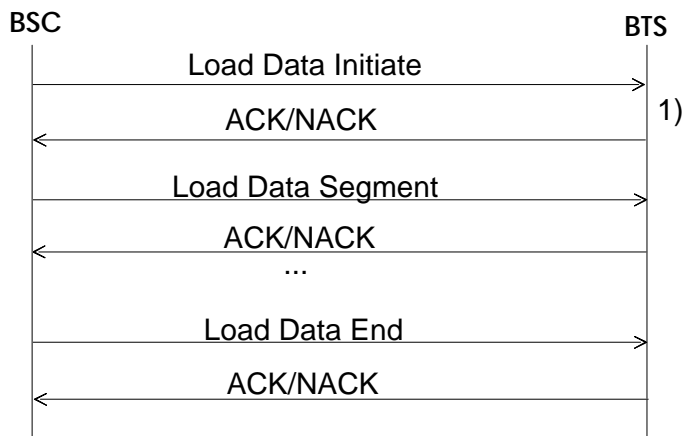 BSC
BTS
Load Data Initiate
1)
ACK/NACK
Load Data Segment
ACK/NACK
...
Load Data End
ACK/NACK